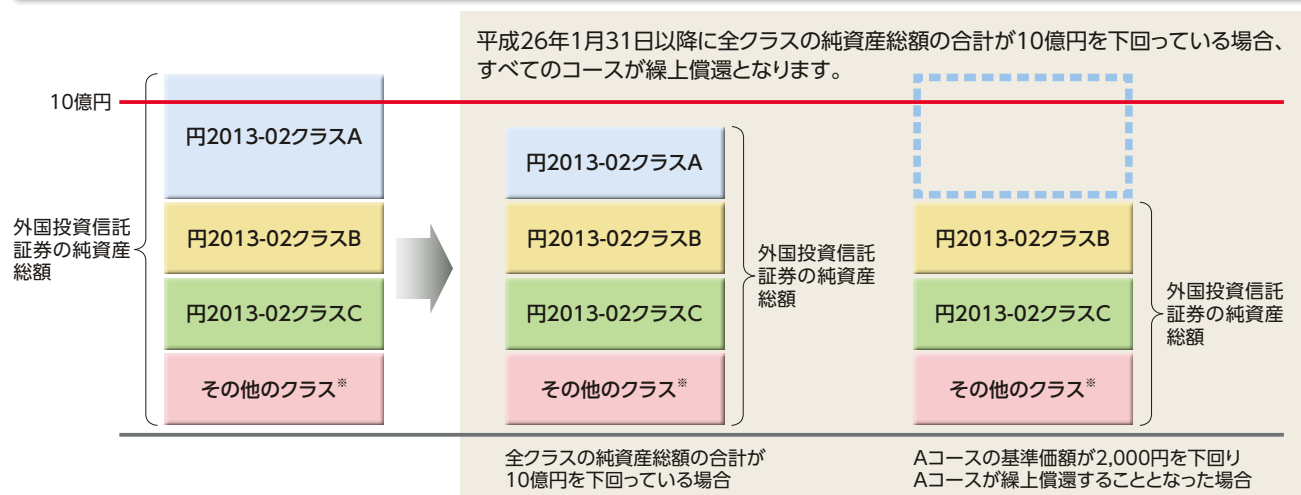 平成26年1月31日以降に全クラスの純資産総額の合計が10億円を下回っている場合、
すべてのコースが繰上償還となります。
10億円
円2013-02クラスA
円2013-02クラスB
円2013-02クラスC
その他のクラス※
外国投資信託
証券の純資産
総額
円2013-02クラスA
円2013-02クラスB
円2013-02クラスC
その他のクラス※
外国投資信託
証券の純資産
総額
全クラスの純資産総額の合計が
10億円を下回っている場合
円2013-02クラスB
円2013-02クラスC
その他のクラス※
外国投資信託
証券の純資産
総額
Aコースの基準価額が2,000円を下回り
Aコースが繰上償還することとなった場合